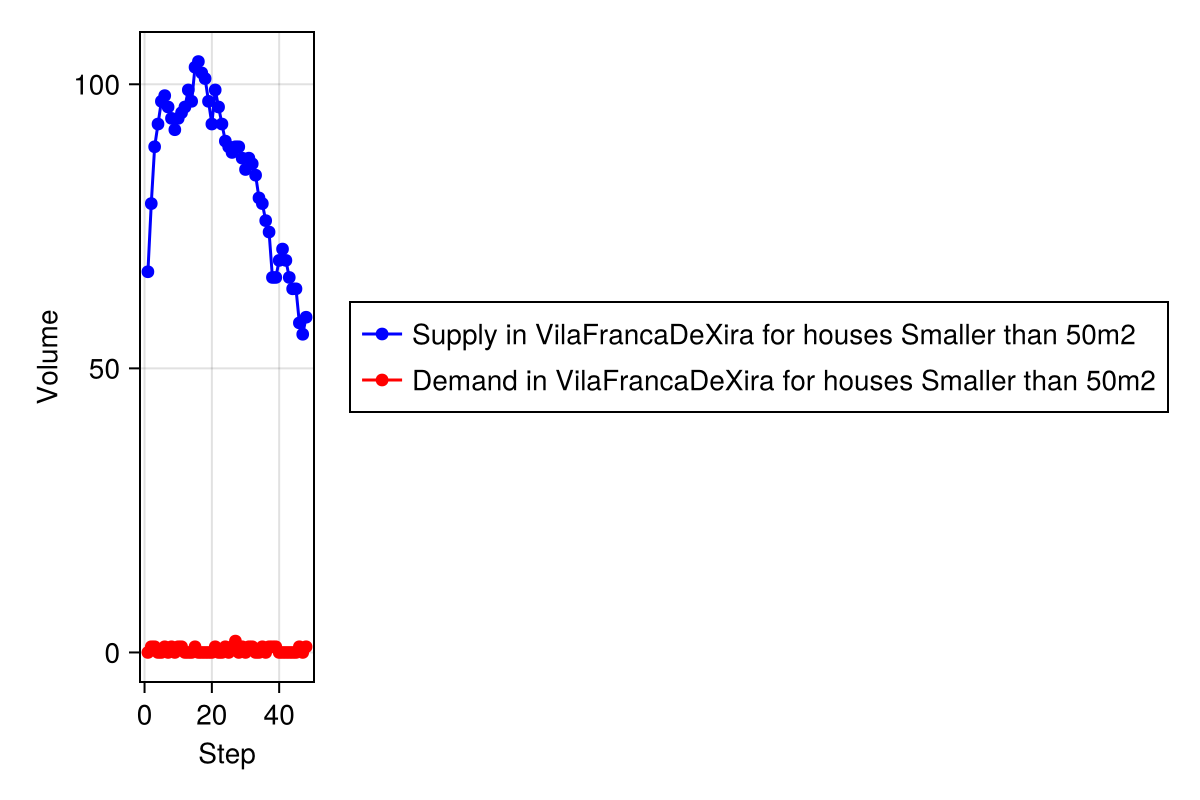 100
50
0
Volume
0 20 40
Step
Supply in VilaFrancaDeXira for houses Smaller than 50m2
Demand in VilaFrancaDeXira for houses Smaller than 50m2